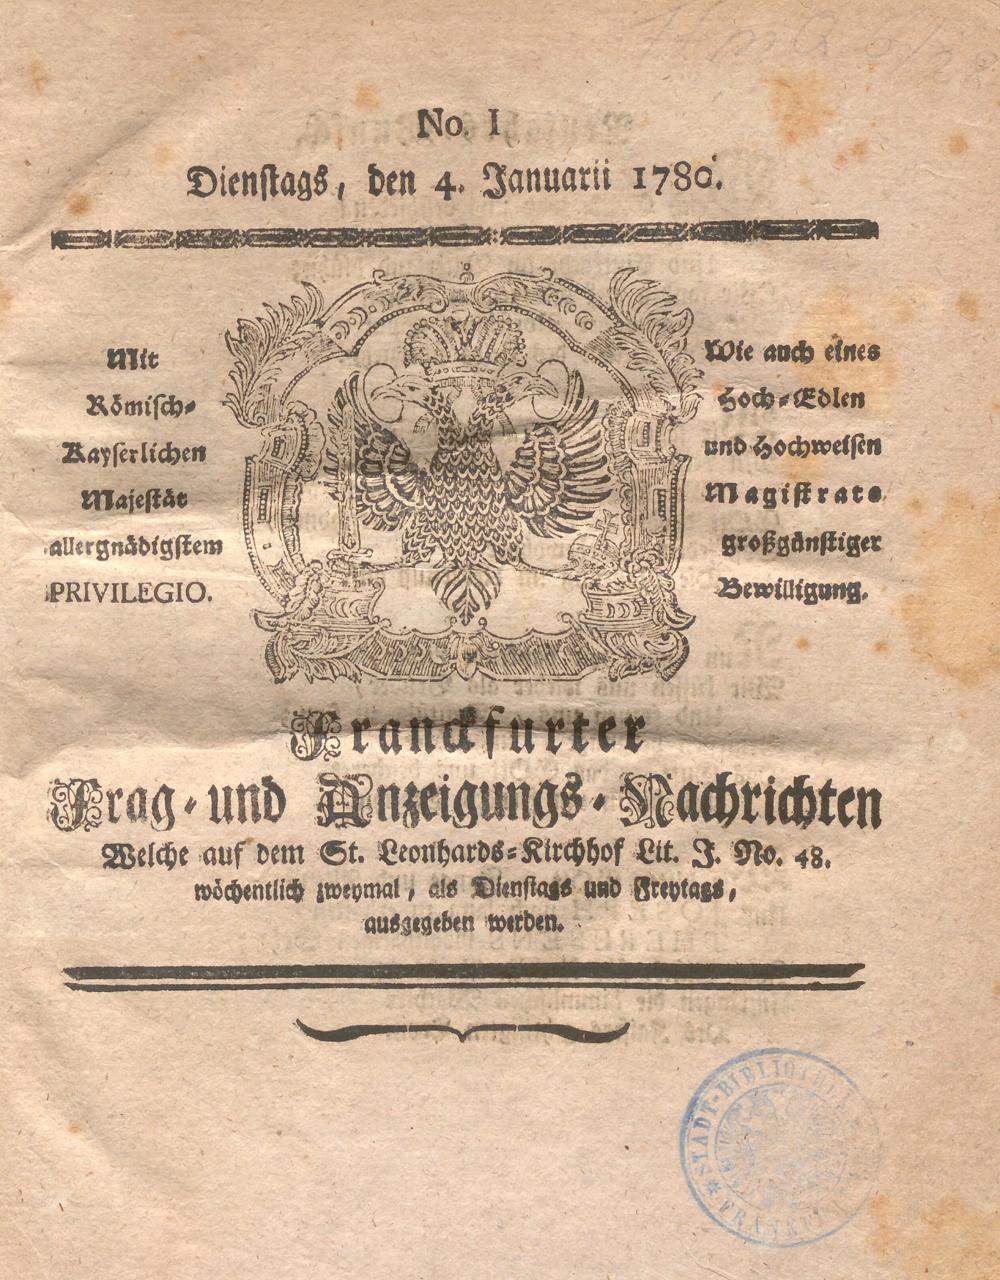 No. I
Dienstags, den 4. Januarii 1780.
Mit
Römisch-
Kayserlichen
Majestät
allergnädigstem
PRIVILEGIO.
Wie auch eines
Hoch-Edlen
und Hochweisen
Magistrats
großgünstiger
Bewilligung.
Franckfurter
Frag- und Anzeigungs-Nachrichten
Welche auf dem St. Leonhards-Kirchhof Lit. J. No. 48.
wöchentlich zweymal, als Dienstags und Freytags,
ausgegeben werden.
STADT-BIBLIOTHEK